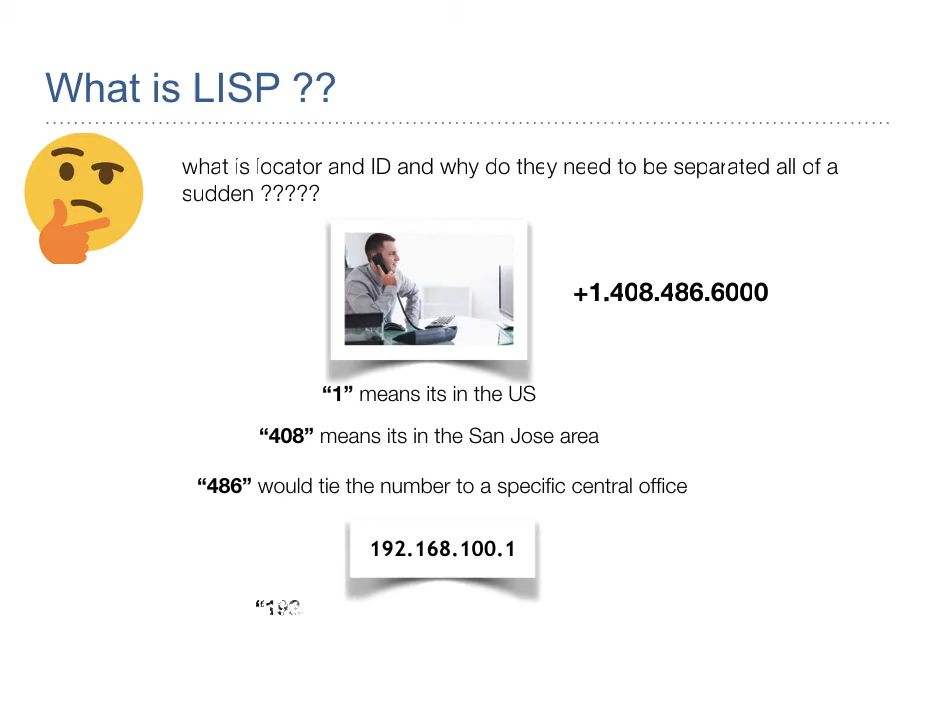 What is LISP ??
what is locator and ID and why do they need to be separated all of a
sudden ?????
+1.408.486.6000
“1” means its in the US
“408” means its in the San Jose area
“486” would tie the number to a specific central office
192.168.100.1